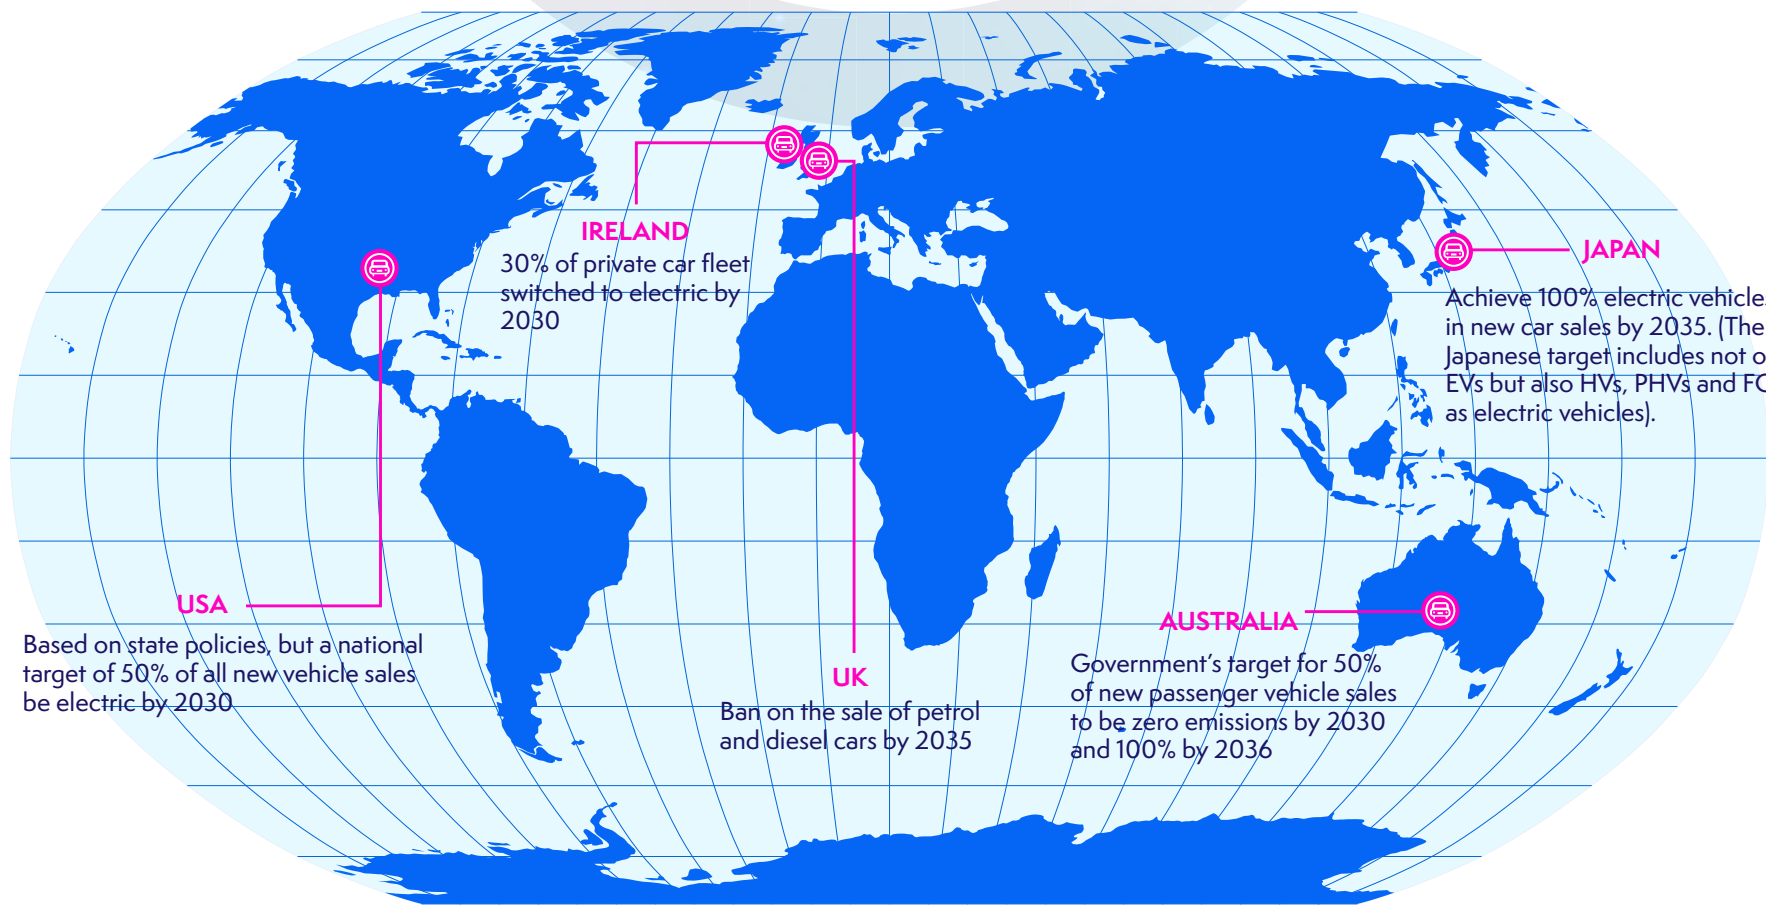 IRELAND
30% of private car fleet
switched to electric by
2030
JAPAN
Achieve 100% electric vehicles
in new car sales by 2035. (The
Japanese target includes not
EVs but also HVs, PHVs and
as electric vehicles).
USA
Based on state policies, but a national
target of 50% of all new vehicle sales
be electric by 2030
UK
Ban on the sale of petrol
and diesel cars by 2035
AUSTRALIA
Government’s target for 50%
of new passenger vehicle sales
to be zero emissions by 2030
and 100% by 2036